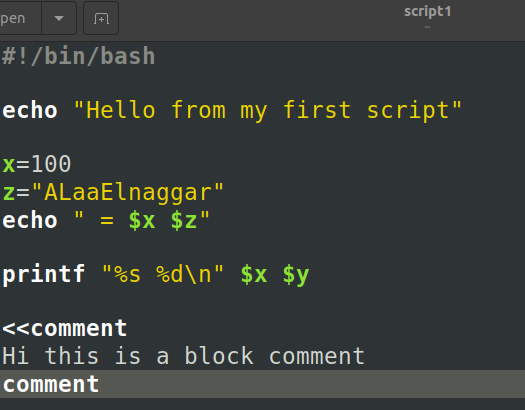 pen
script1
~
#!/bin/bash
echo "Hello from my first script"
x=100
z="ALaaElnaggar"
echo " = $x $z"
printf "%s %d\n" $x $y
<<comment
Hi this is a block comment
comment